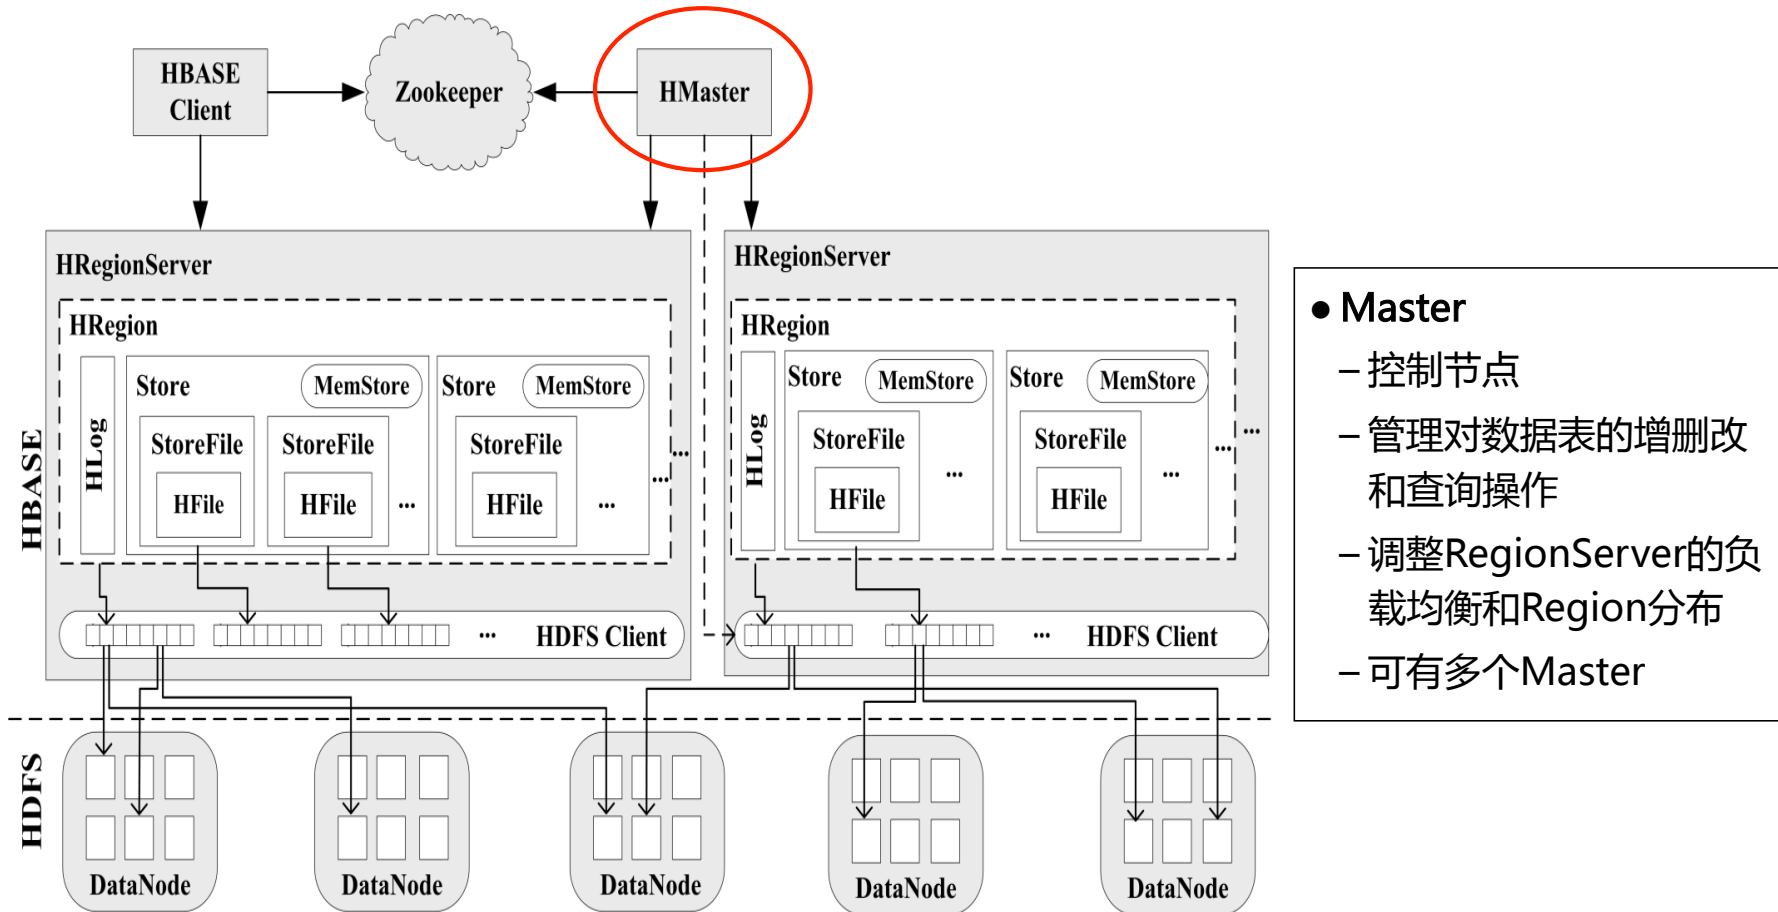 HBASE
Client
Zookeeper
HMaster
HRegionServer
HRegion
HLog
Store
MemStore
StoreFile
HFile
StoreFile
HFile
...
Store
MemStore
StoreFile
HFile
...
...
...
HDFS Client
...
HRegionServer
HRegion
HLog
Store
MemStore
StoreFile
HFile
...
Store
MemStore
StoreFile
HFile
...
...
...
HDFS Client
...
HBASE
HDFS
DataNode
DataNode
DataNode
DataNode
DataNode
● Master
– 控制节点
– 管理对数据表的增删改
和查询操作
– 调整RegionServer的负
载均衡和Region分布
– 可有多个Master